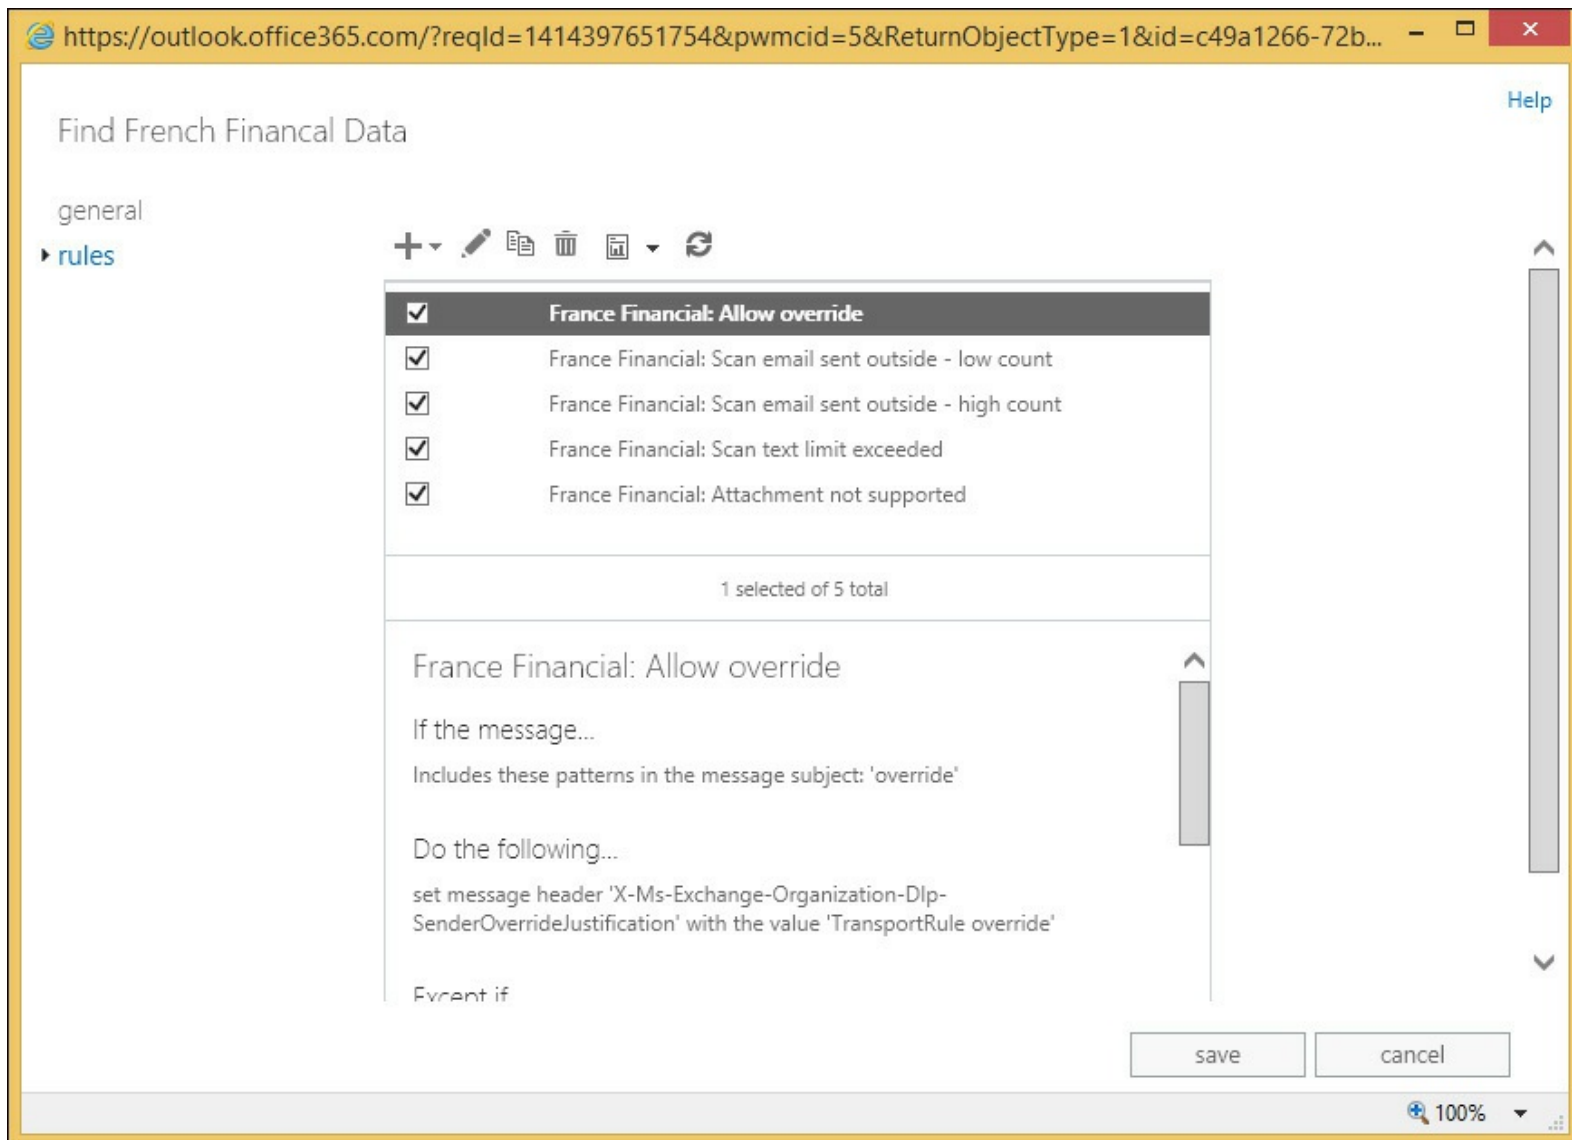 https://outlook.office365.com/?reqId=1414397651754&pwmcid=5&ReturnObjectType=1&id=c49a1266-72b...
Help
Find French Financal Data
general
rules
France Financial: Allow override
France Financial: Scan email sent outside - low count
France Financial: Scan email sent outside - high count
France Financial: Scan text limit exceeded
France Financial: Attachment not supported
1 selected of 5 total
France Financial: Allow override
If the message...
Includes these patterns in the message subject: 'override'
Do the following...
set message header 'X-Ms-Exchange-Organization-Dlp-
SenderOverrideJustification' with the value 'TransportRule override'
Except if
save
cancel
100%